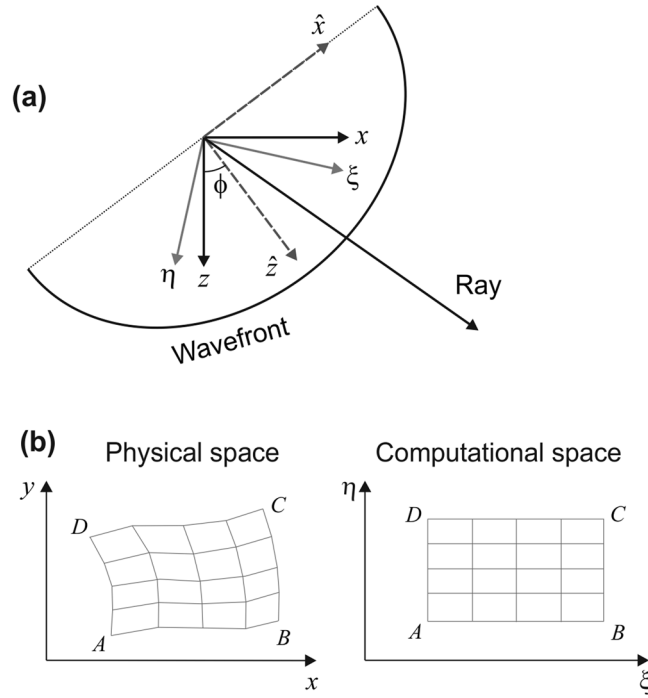 (a)
x̂
x
ξ
ϕ
η
z
ẑ
Ray
Wavefront
(b)
Physical space
Computational space
y
η
D
C
D
C
A
B
A
B
x
ξ